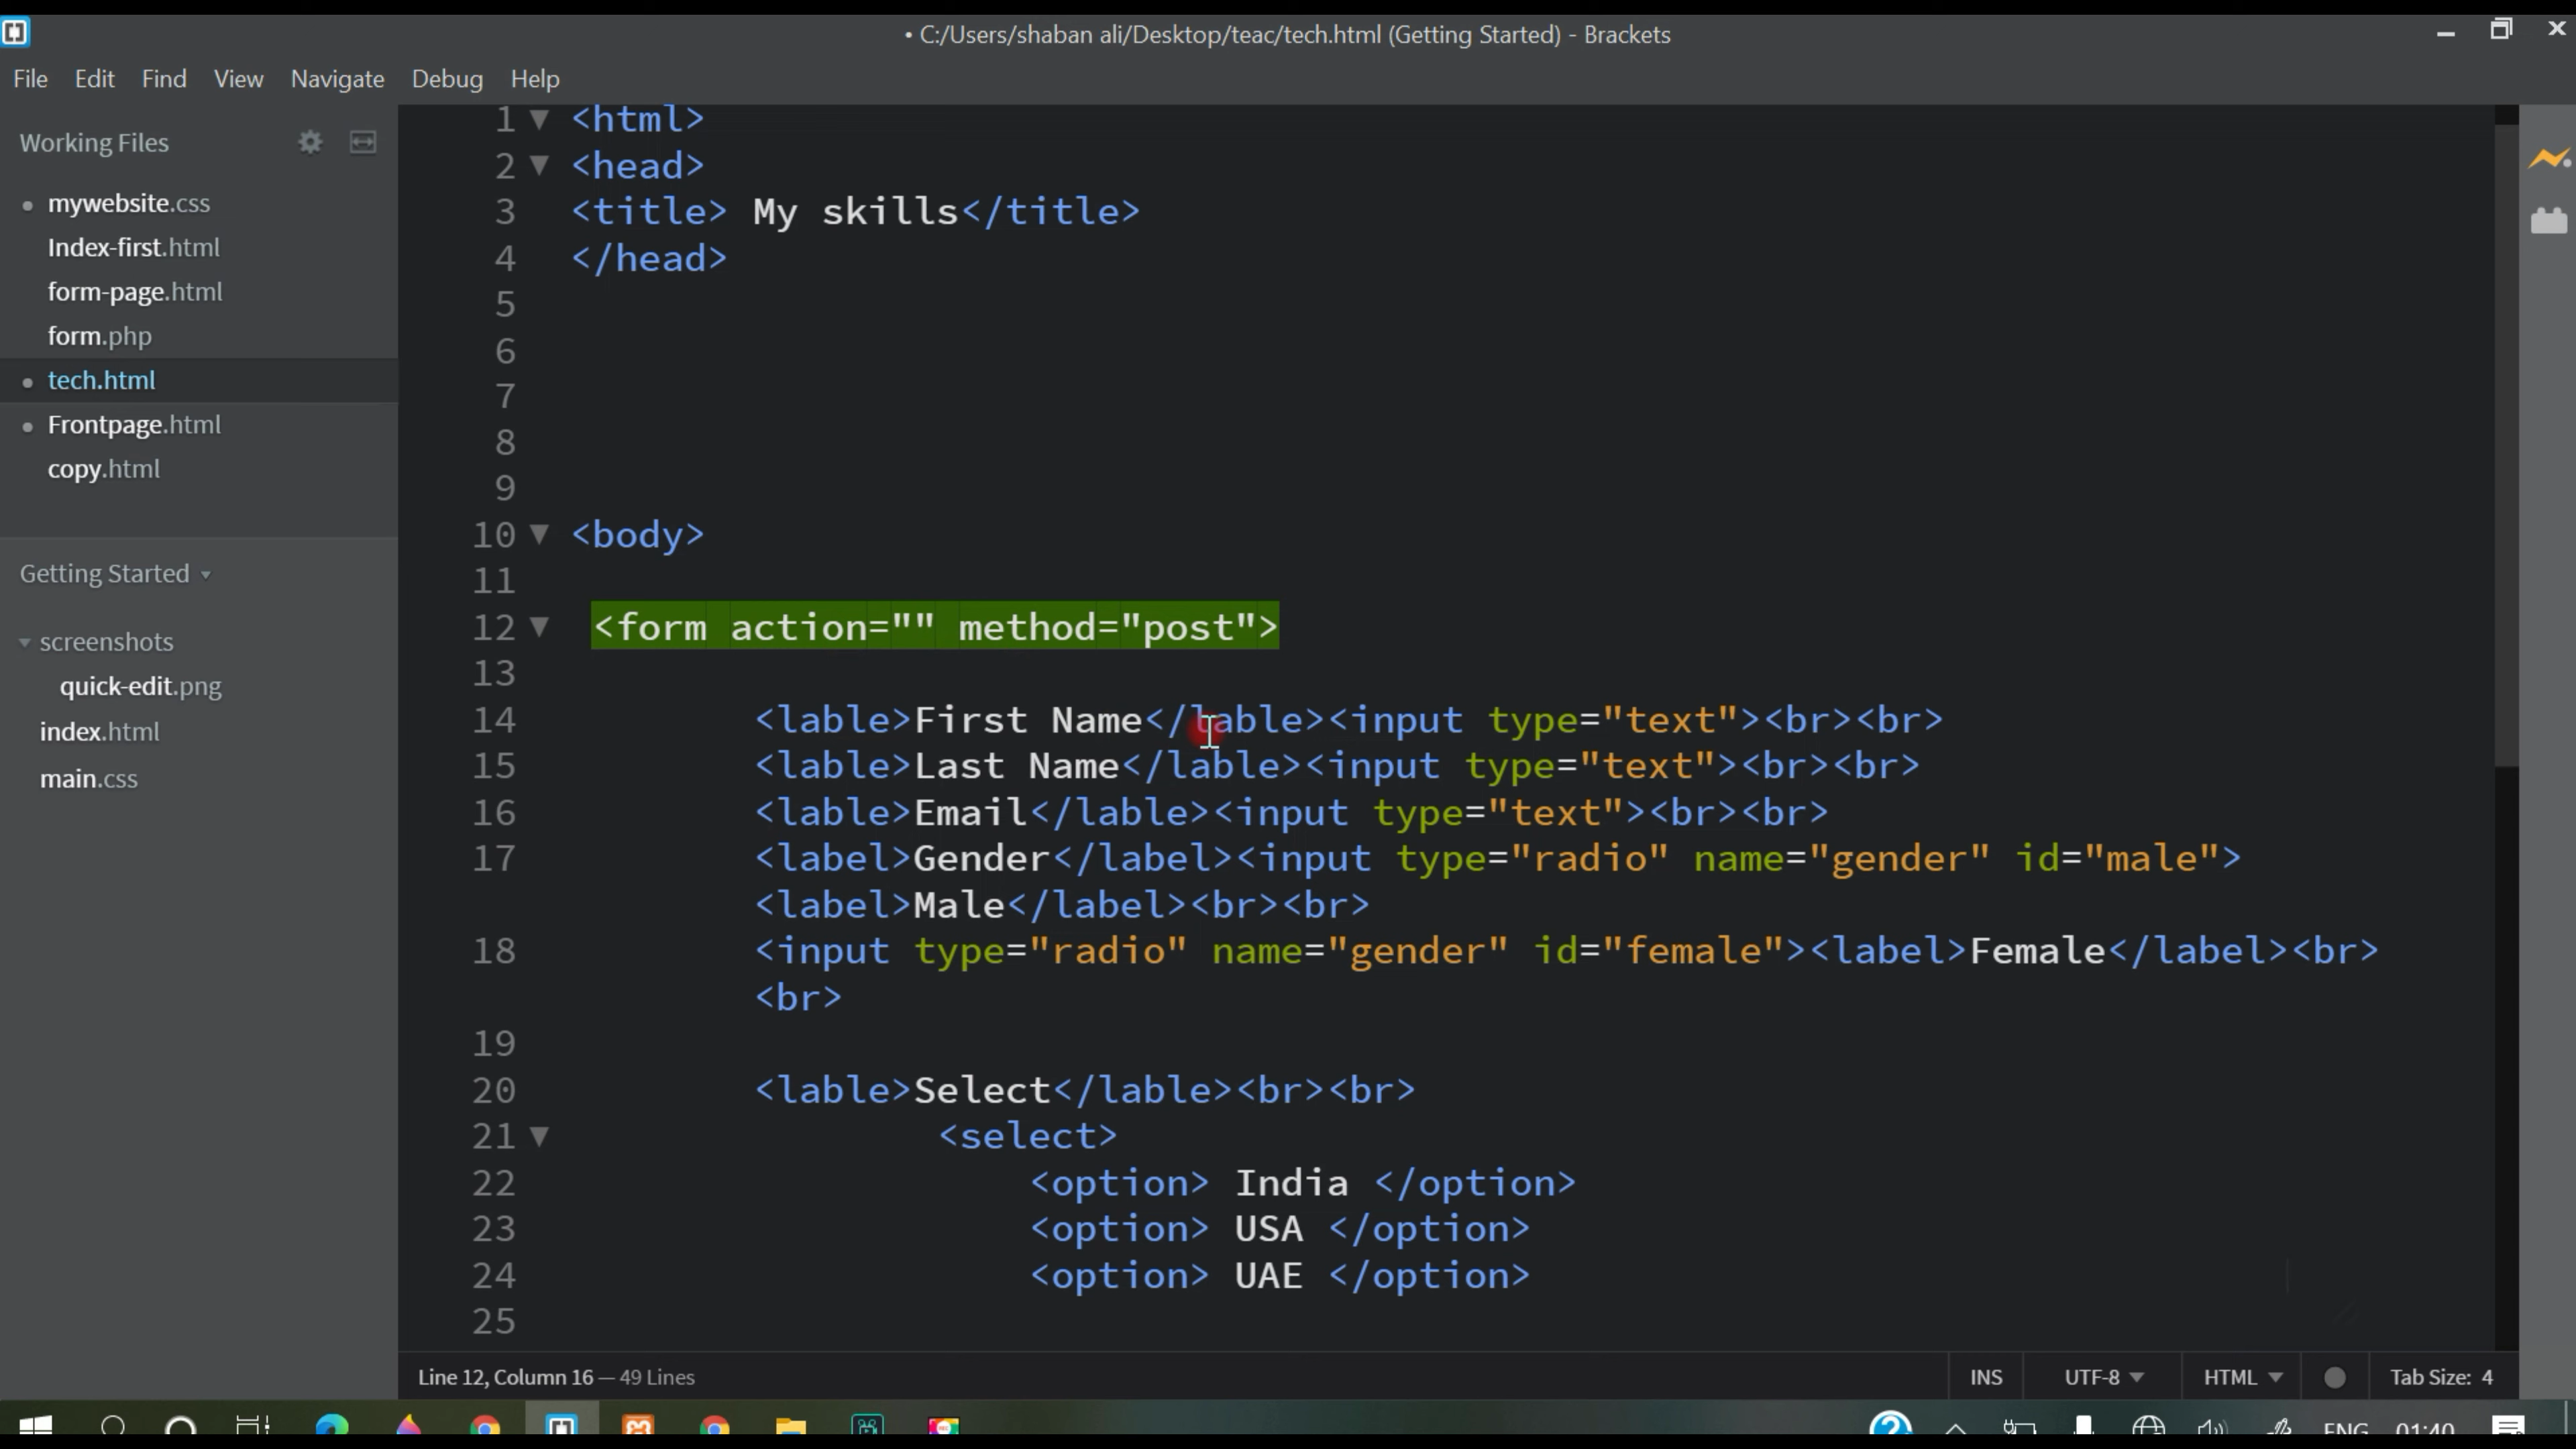 • C:/Users/shaban ali/Desktop/teac/tech.html (Getting Started) - Brackets
File Edit Find View Navigate Debug Help
Working Files
mywebsite.css
Index-first.html
form-page.html
form.php
tech.html
Frontpage.html
copy.html
Getting Started
screenshots
quick-edit.png
index.html
main.css
1 <html>
2 <head>
3 <title> My skills</title>
4 </head>
5
6
7
8
9
10 <body>
11
12 <form action="" method="post">
13
14 <lable>First Name</lable><input type="text"><br><br>
15 <lable>Last Name</lable><input type="text"><br><br>
16 <lable>Email</lable><input type="text"><br><br>
17 <label>Gender</label><input type="radio" name="gender" id="male">
<label>Male</label><br><br>
18 <input type="radio" name="gender" id="female"><label>Female</label><br>
<br>
19
20 <lable>Select</lable><br><br>
21 <select>
22 <option> India </option>
23 <option> USA </option>
24 <option> UAE </option>
25
Line 12, Column 16 — 49 Lines
INS UTF-8 HTML Tab Size: 4
ENG 01:40